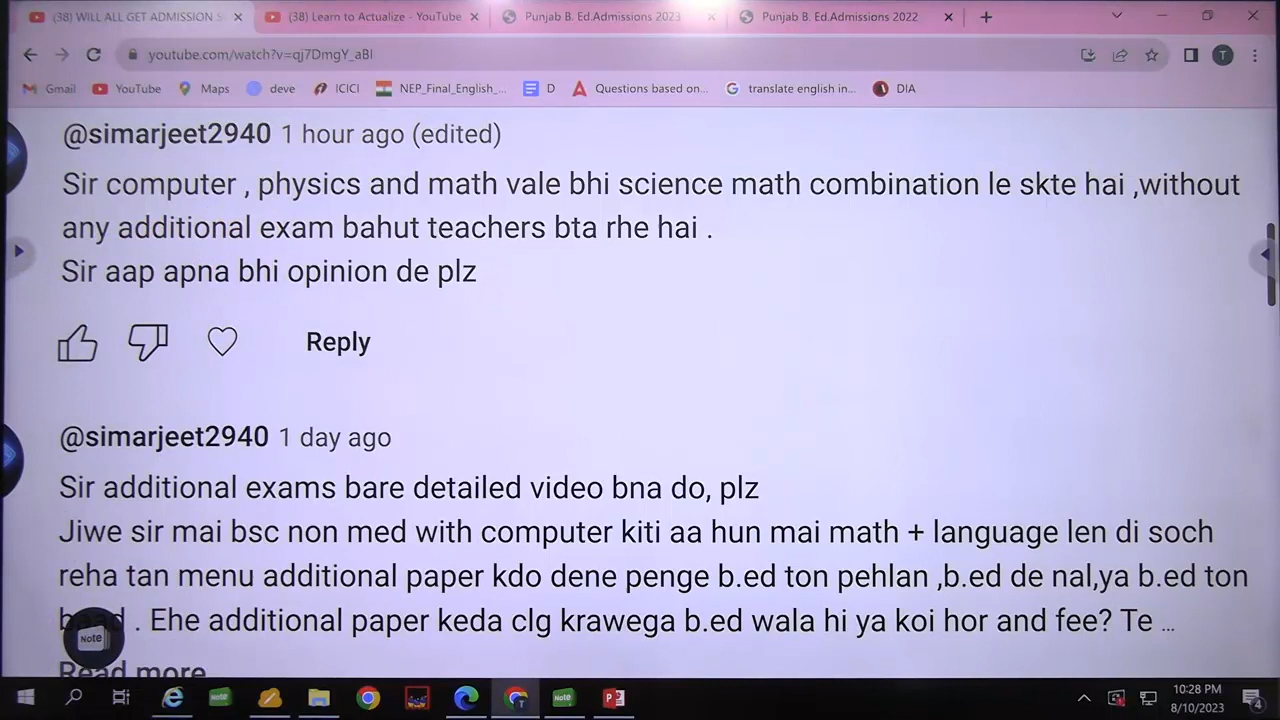 (38) WILL ALL GET ADMISSION S
(38) Learn to Actualize - YouTube
Punjab B. Ed.Admissions 2023
Punjab B. Ed.Admissions 2022
youtube.com/watch?v=qj7DmgY_aBI
T
Gmail
YouTube
Maps
deve
ICICI
NEP_Final_English_...
D
Questions based on...
translate english in...
DIA
@simarjeet2940 1 hour ago (edited)
Sir computer , physics and math vale bhi science math combination le skte hai ,without
any additional exam bahut teachers bta rhe hai .
Sir aap apna bhi opinion de plz
Reply
@simarjeet2940 1 day ago
Sir additional exams bare detailed video bna do, plz
Jiwe sir mai bsc non med with computer kiti aa hun mai math + language len di soch
reha tan menu additional paper kdo dene penge b.ed ton pehlan ,b.ed de nal,ya b.ed ton
baad . Ehe additional paper keda clg krawega b.ed wala hi ya koi hor and fee? Te ...
Note
Read more
Note
Note
10:28 PM
8/10/2023
4